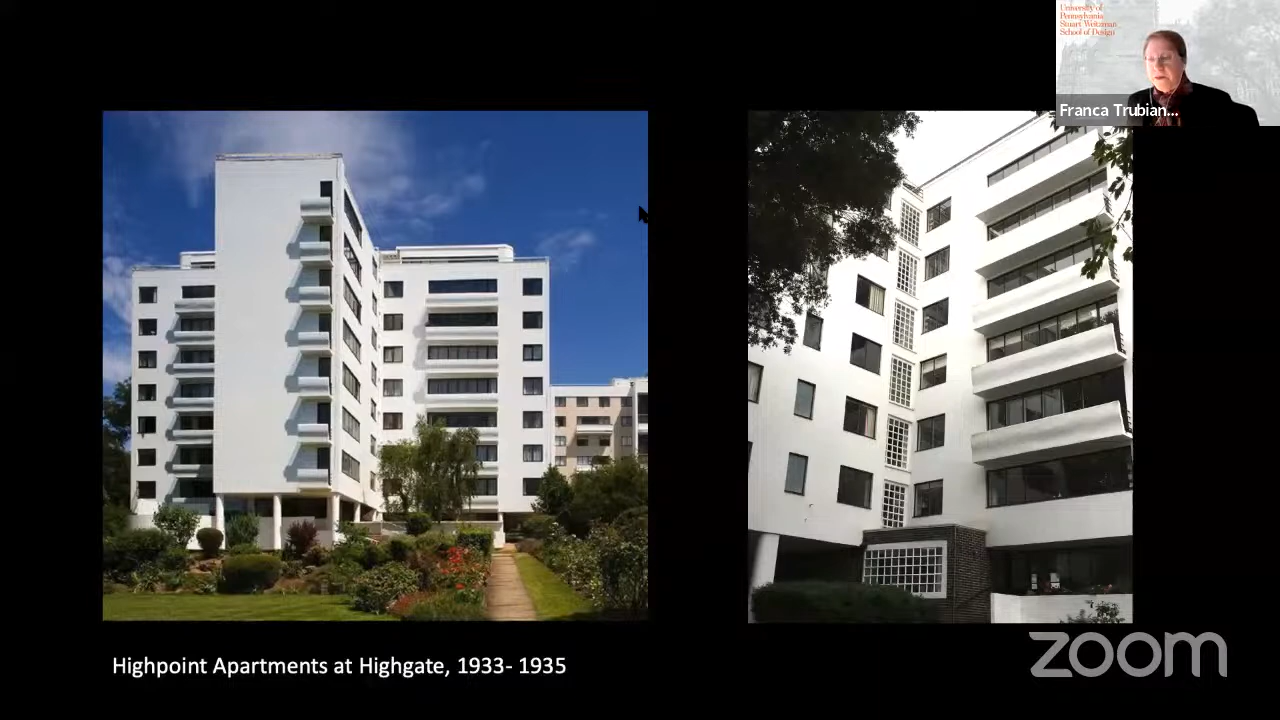 University of
Pennsylvania
Stuart Weitzman
School of Design
Franca Trubian...
Highpoint Apartments at Highgate, 1933- 1935
zoom